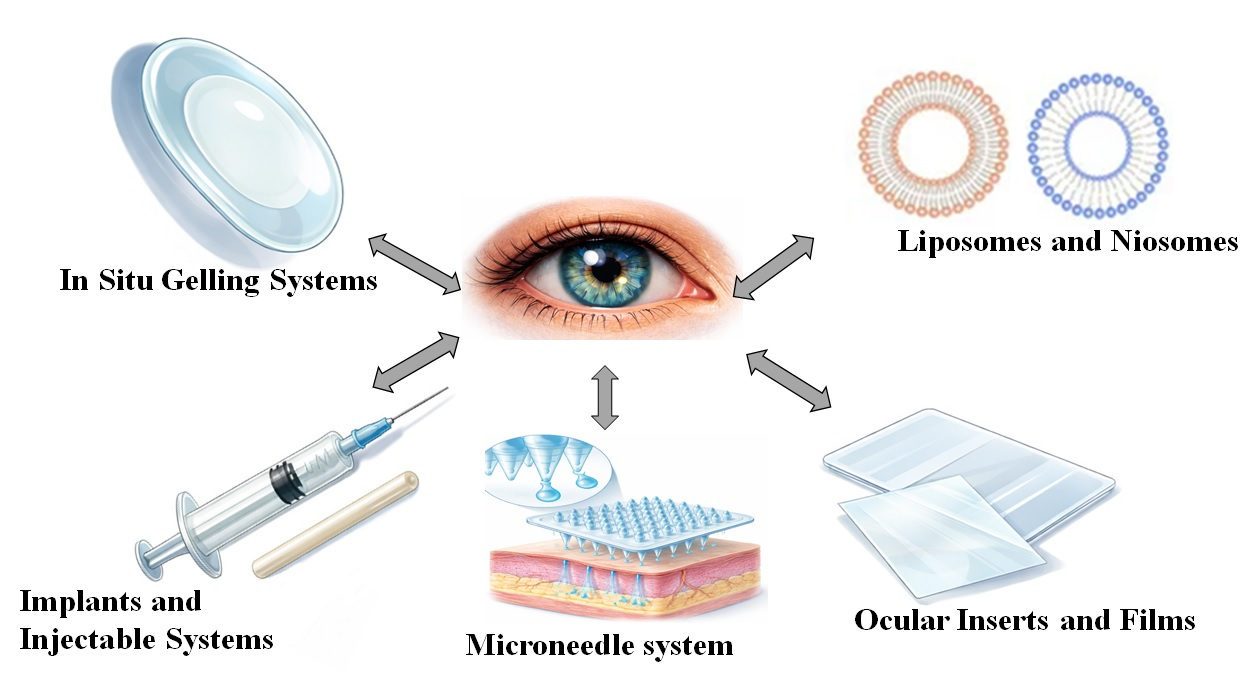 Liposomes and Niosomes
In Situ Gelling Systems
Implants and
Injectable Systems
Microneedle system
Ocular Inserts and Films